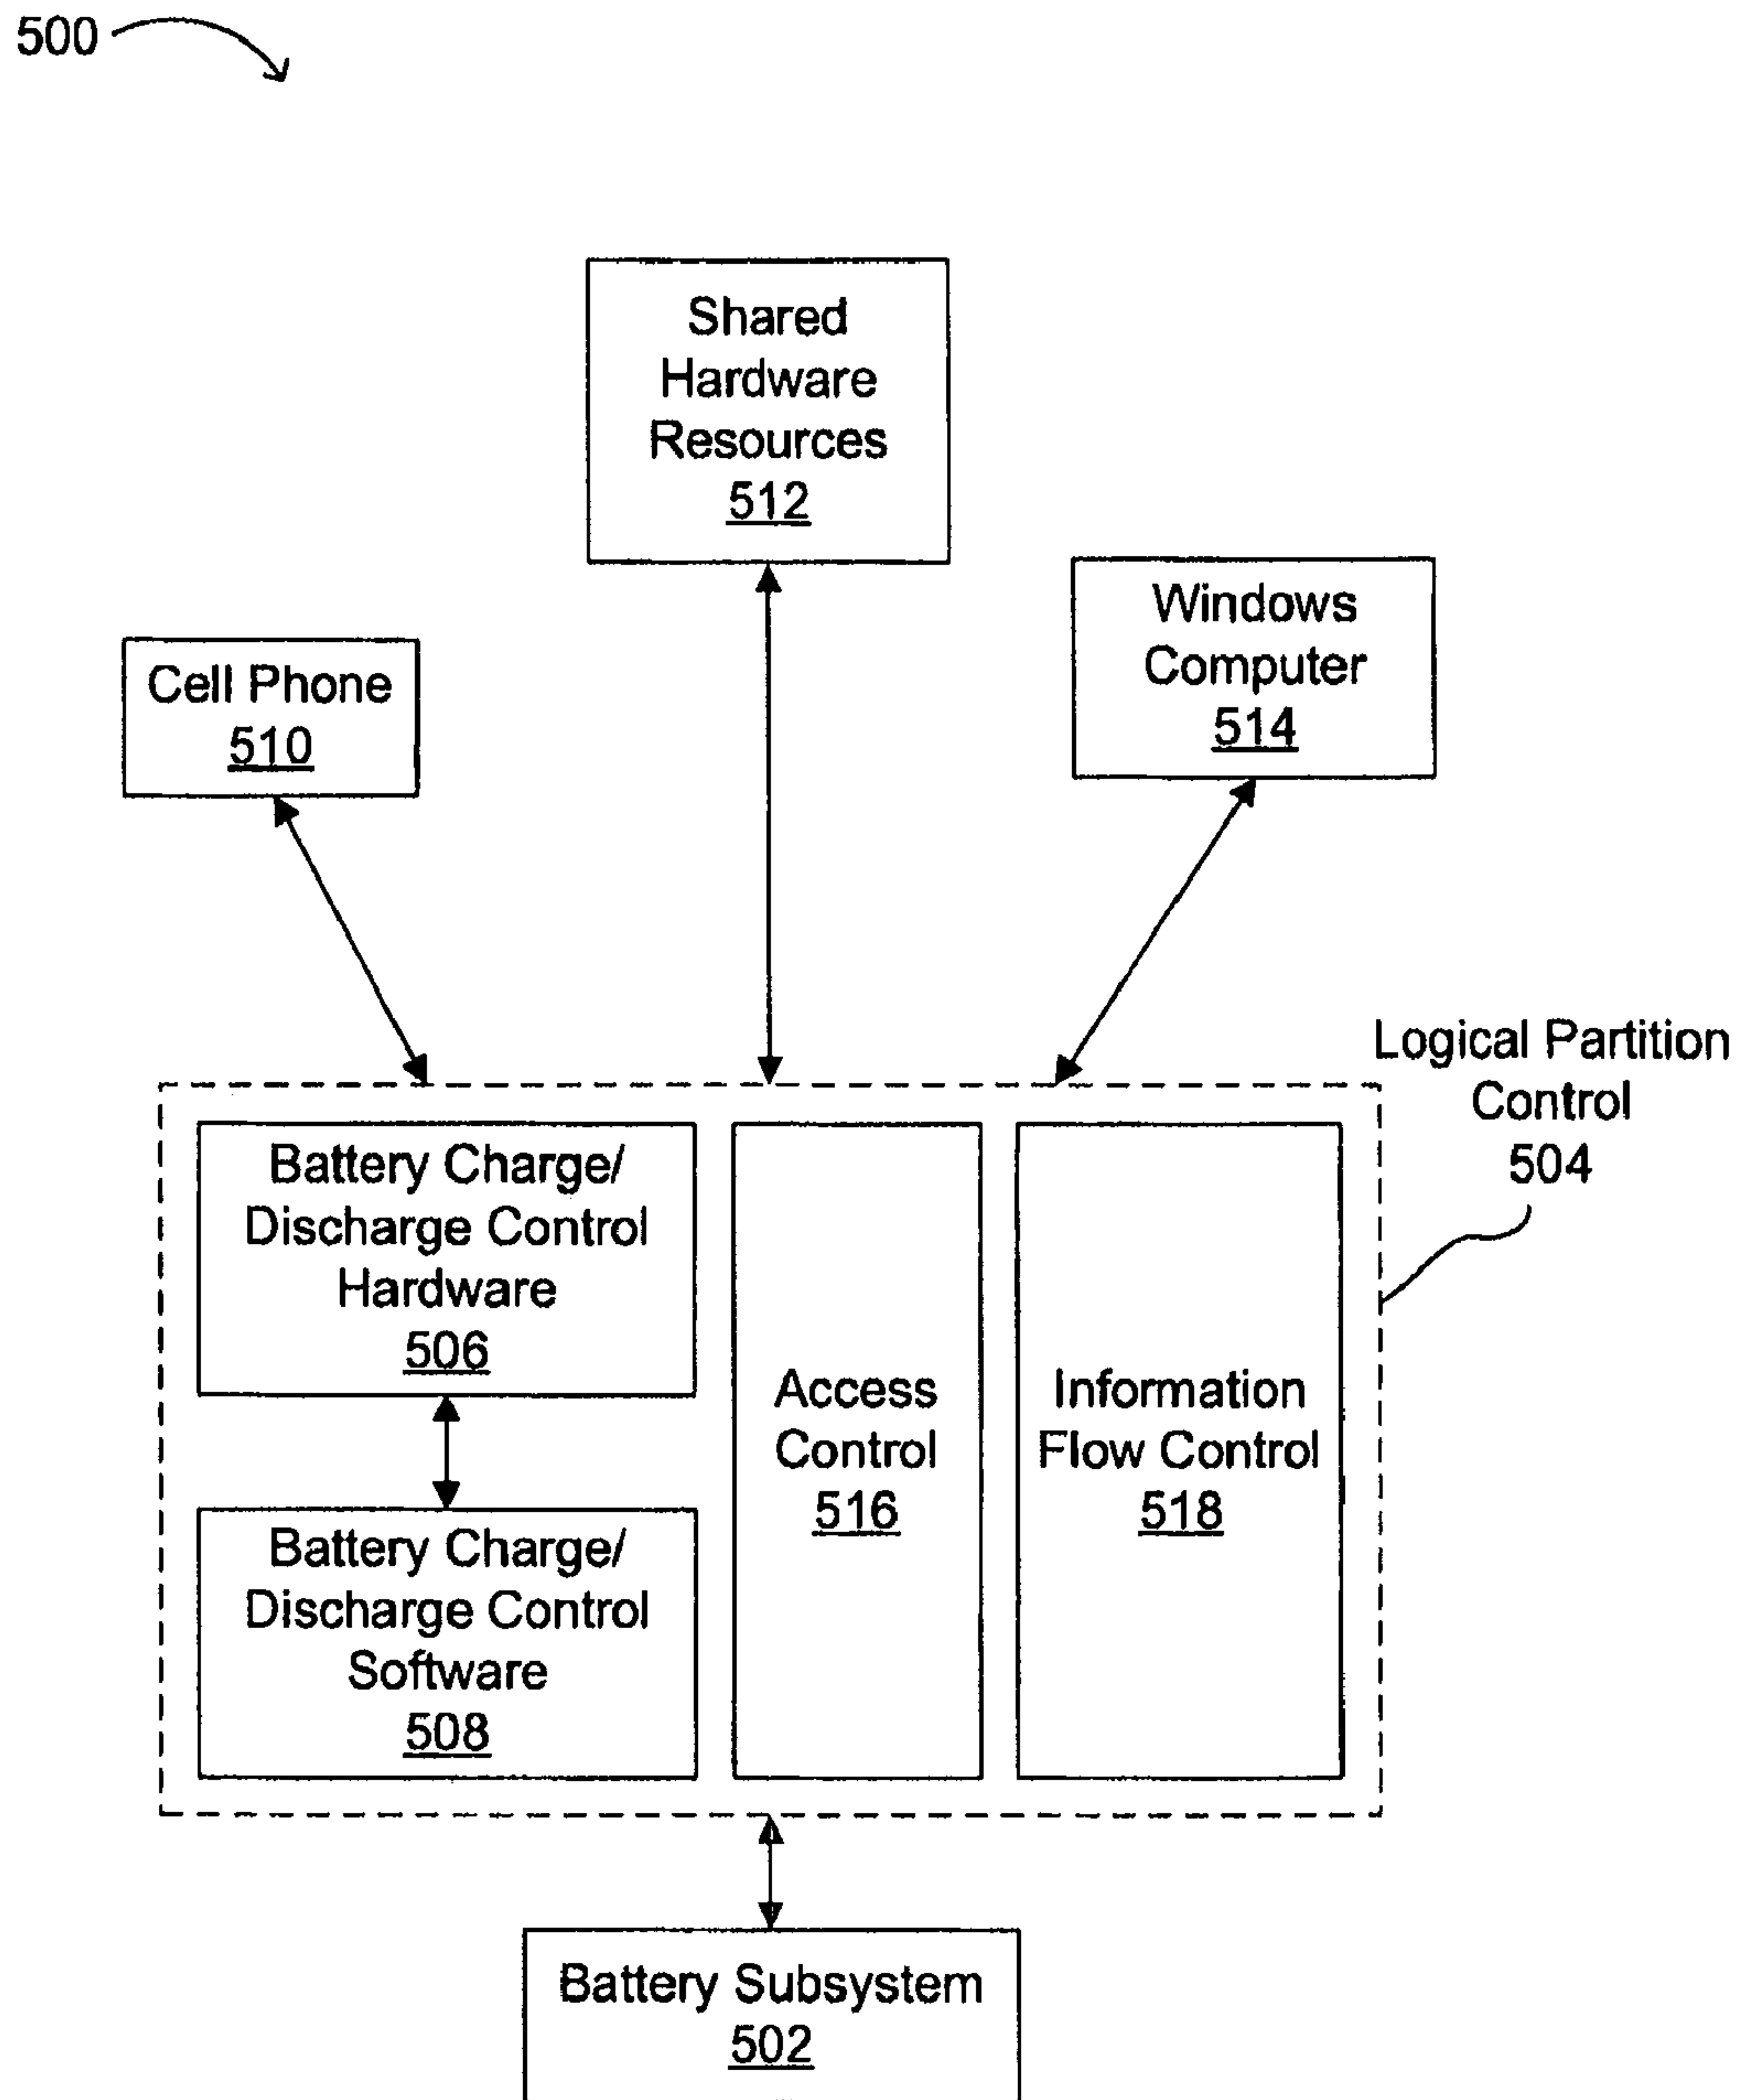 500
Shared
Hardware
Resources
512
Windows
Computer
514
Cell Phone
510
Logical Partition
Control
504
Battery Charge/
Discharge Control
Hardware
506
Access
Control
516
Information
Flow Control
518
Battery Charge/
Discharge Control
Software
508
Battery Subsystem
502